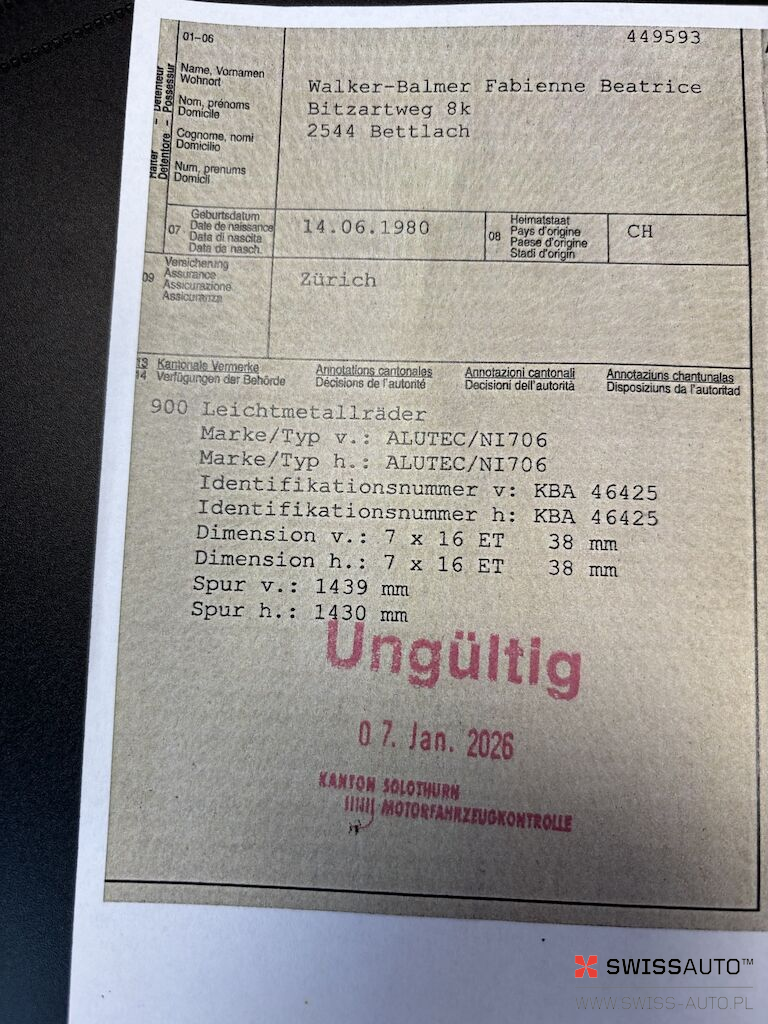 01-06
449593
Halter - Détenteur
Detentore - Possessur
Name, Vornamen
Wohnort
Nom, prénoms
Domicile
Cognome, nomi
Domicilio
Num, prenums
Domicil
Walker-Balmer Fabienne Beatrice
Bitzartweg 8k
2544 Bettlach
07
Geburtsdatum
Date de naissance
Data di nascita
Data da nasch.
14.06.1980
08
Heimatstaat
Pays d'origine
Paese d'origine
Stadi d'origin
CH
09
Versicherung
Assurance
Assicurazione
Assicuranza
Zürich
13 Kantonale Vermerke Annotations cantonales Annotazioni cantonali Annotaziuns chantunalas
14 Verfügungen der Behörde Décisions de l'autorité Decisioni dell'autorità Disposiziuns da l'autoritad
900 Leichtmetallräder
Marke/Typ v.: ALUTEC/NI706
Marke/Typ h.: ALUTEC/NI706
Identifikationsnummer v: KBA 46425
Identifikationsnummer h: KBA 46425
Dimension v.: 7 x 16 ET 38 mm
Dimension h.: 7 x 16 ET 38 mm
Spur v.: 1439 mm
Spur h.: 1430 mm
Ungültig
07. Jan. 2026
KANTON SOLOTHURN
MOTORFAHRZEUGKONTROLLE
SWISSAUTO™
WWW.SWISS-AUTO.PL